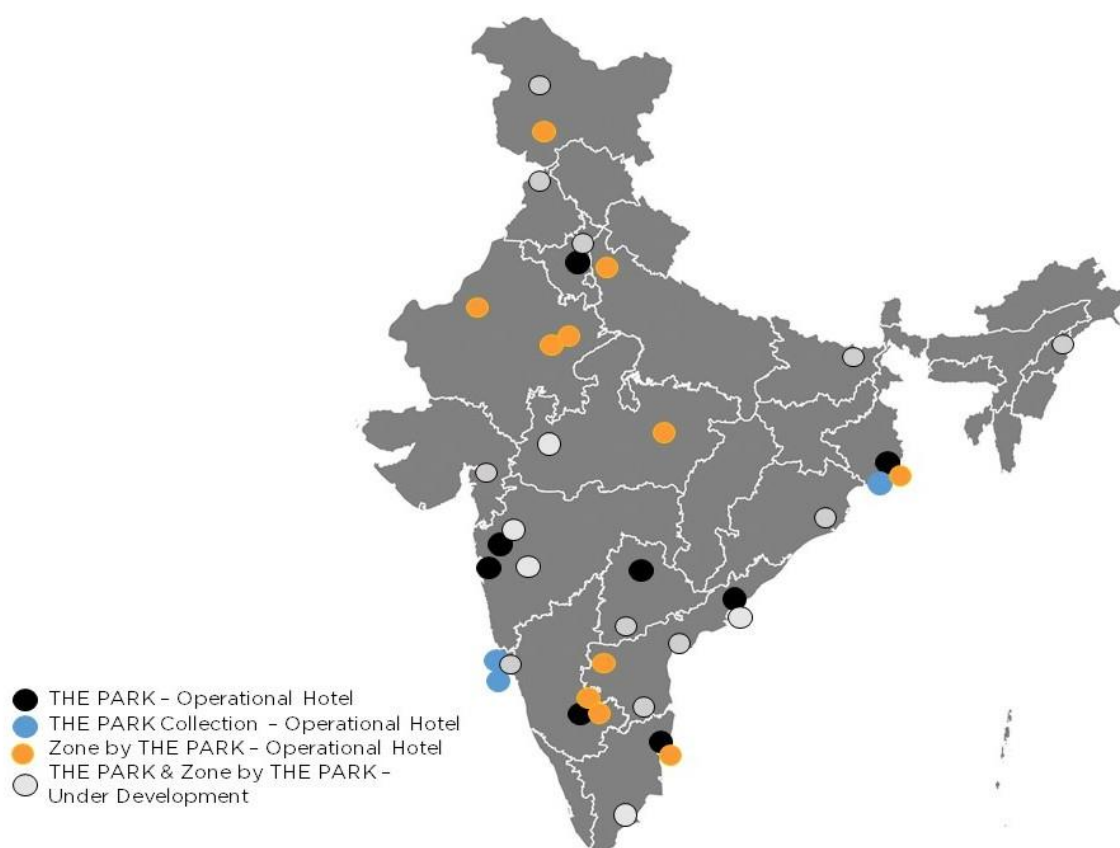 THE PARK – Operational Hotel
THE PARK Collection – Operational Hotel
Zone by THE PARK – Operational Hotel
THE PARK & Zone by THE PARK –
Under Development